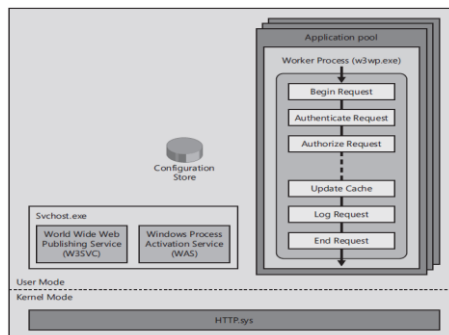 Application pool
Worker Process (w3wp.exe)
Begin Request
Authenticate Request
Authorize Request
Update Cache
Log Request
End Request
Configuration
Store
Svchost.exe
World Wide Web
Publishing Service
(W3SVC)
Windows Process
Activation Service
(WAS)
User Mode
Kernel Mode
HTTP.sys